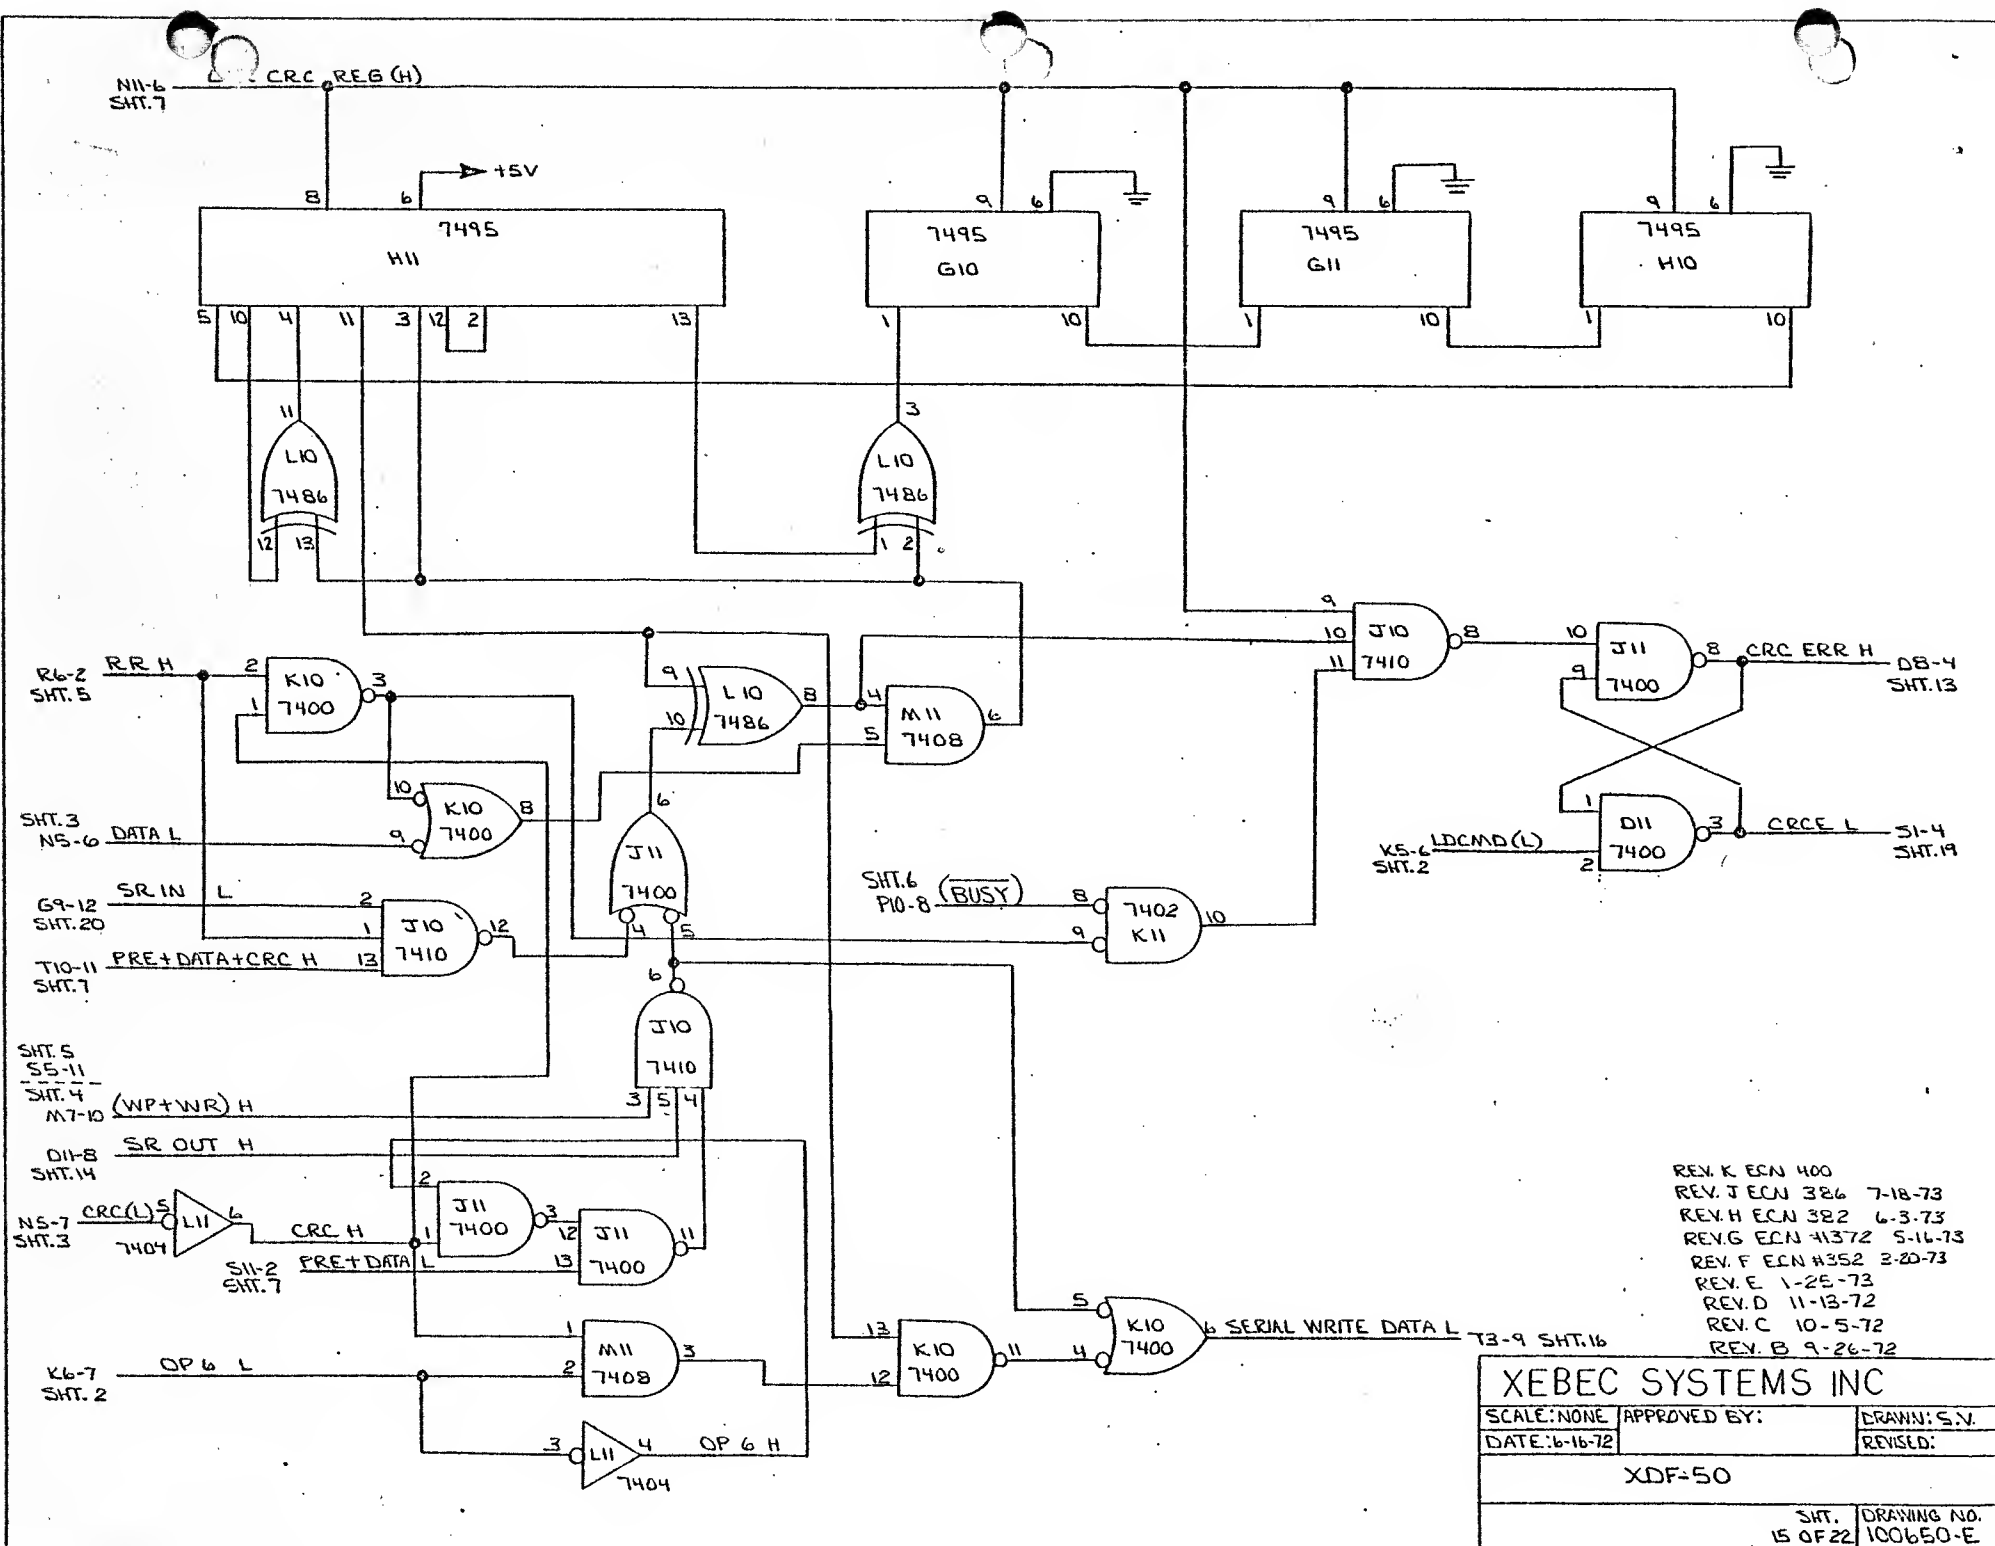 N11-6 CRC REG (H)
SHT.7
+5V
8 6 9 6 9 6 9 6
7495 7495 7495 7495
H11 G10 G11 H10
5 10 4 11 3 12 2 13 1 10 1 10 1 10
11 3
L10 L10
7486 7486
12 13 1 2
R6-2 RR H
SHT.5
2 K10 3
1 7400
9 L10 8
10 7486
4 M11 6
5 7408
9 J10 8
10 7410
11
10 J11 8 CRC ERR H D8-4
9 7400 SHT.13
SHT.3
N5-6 DATA L
10 K10 8
9 7400
6
J11
7400
4 5
1 D11 3 CRCE L S1-4
2 7400 SHT.19
K5-6 LDCMD(L)
SHT.2
SHT.6
P10-8 (BUSY)
8 7402 10
9 K11
G9-12 SR IN L
SHT.20
2 J10 12
1 7410
13
T10-11 PRE+DATA+CRC H
SHT.7
6
J10
7410
3 5 4
SHT.5
S5-11
SHT.4
M7-10 (WP+WR) H
D11-8 SR OUT H
SHT.14
N5-7 CRC(L) 5 L11 6
SHT.3 7404
CRC H
2 J11 3
1 7400
12 J11 11
13 7400
S11-2 PRE+DATA L
SHT.7
1 M11 3
2 7408
K6-7 OP 6 L
SHT. 2
3 L11 4 OP 6 H
7404
13 K10 11
12 7400
5 K10 6 SERIAL WRITE DATA L T3-9 SHT.16
4 7400
REV. K ECN 400
REV. J ECN 386 7-18-73
REV. H ECN 382 6-3-73
REV.G ECN #1372 5-16-73
REV. F ECN #352 3-20-73
REV. E 1-25-73
REV. D 11-13-72
REV. C 10-5-72
REV. B 9-26-72
XEBEC SYSTEMS INC
SCALE: NONE APPROVED BY: DRAWN: S.V.
DATE: 6-16-72 REVISED:
XDF-50
SHT. DRAWING NO.
15 OF 22 100650-E